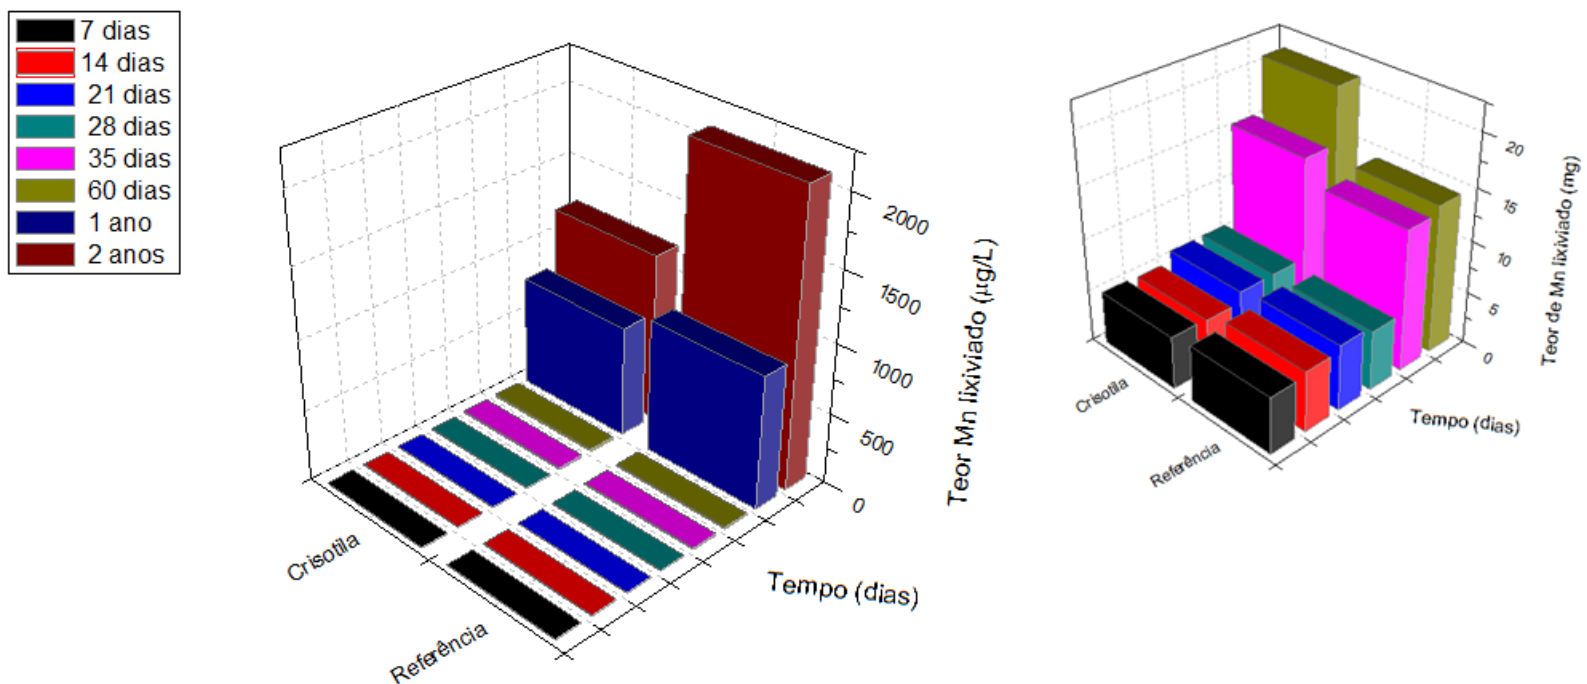 7 dias
14 dias
21 dias
28 dias
35 dias
60 dias
1 ano
2 anos
2000
1500
1000
500
0
Teor Mn lixiviado (µg/L)
Tempo (dias)
Crisotila
Referência
20
15
10
5
0
Teor de Mn lixiviado (mg)
Tempo (dias)
Crisotila
Referência